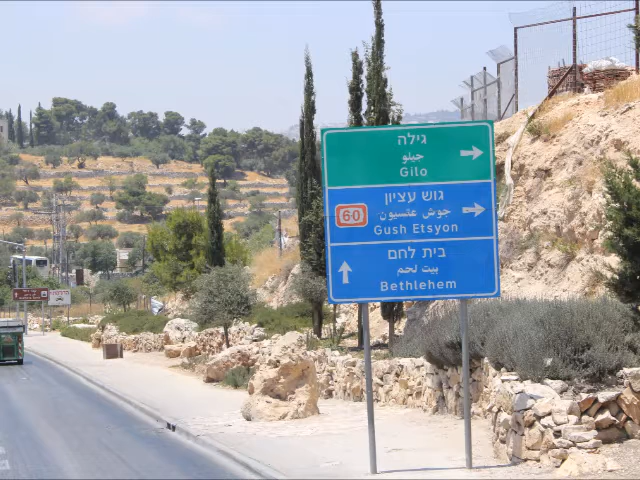 גילה
جيلو
Gilo
גוש עציון
60
جوش عتسيون
Gush Etsyon
בית לחם
بيت لحم
Bethlehem